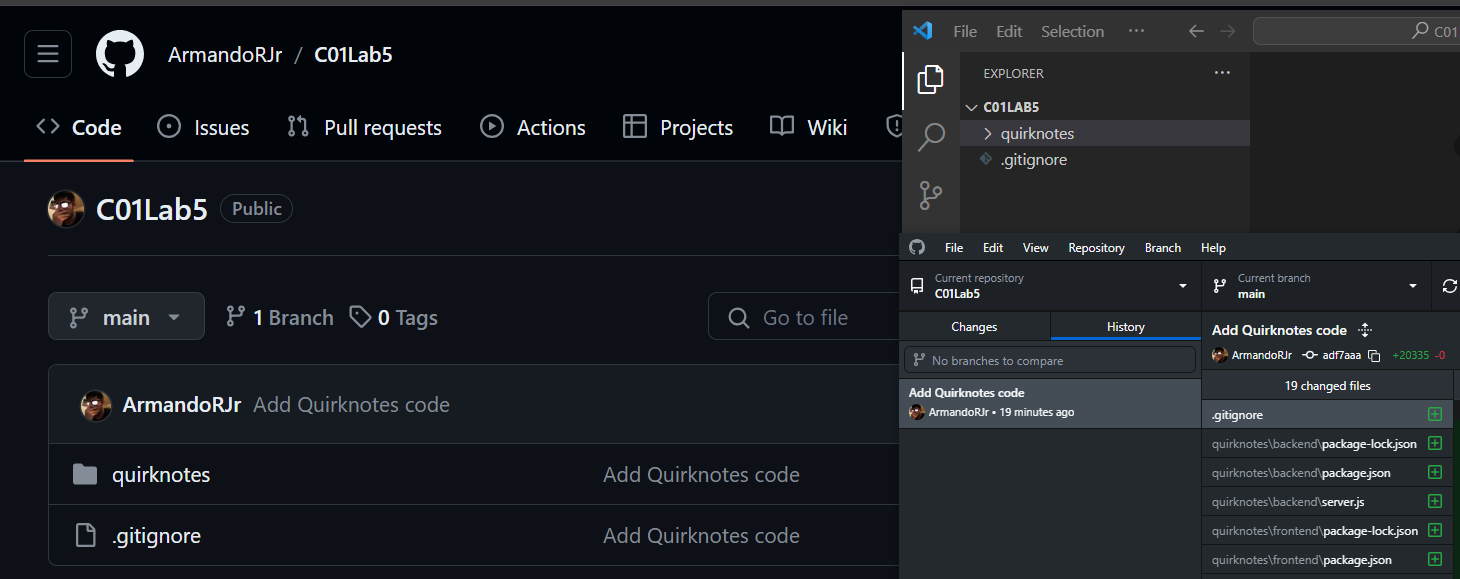 ArmandoRJr / C01Lab5
Code Issues Pull requests Actions Projects Wiki
C01Lab5 Public
main 1 Branch 0 Tags Go to file
ArmandoRJr Add Quirknotes code
quirknotes Add Quirknotes code
.gitignore Add Quirknotes code
File Edit Selection ··· C01
EXPLORER ···
C01LAB5
quirknotes
.gitignore
File Edit View Repository Branch Help
Current repository
C01Lab5
Current branch
main
Changes History
No branches to compare
Add Quirknotes code
ArmandoRJr • 19 minutes ago
Add Quirknotes code
ArmandoRJr adf7aaa +20335 -0
19 changed files
.gitignore
quirknotes\backend\package-lock.json
quirknotes\backend\package.json
quirknotes\backend\server.js
quirknotes\frontend\package-lock.json
quirknotes\frontend\package.json